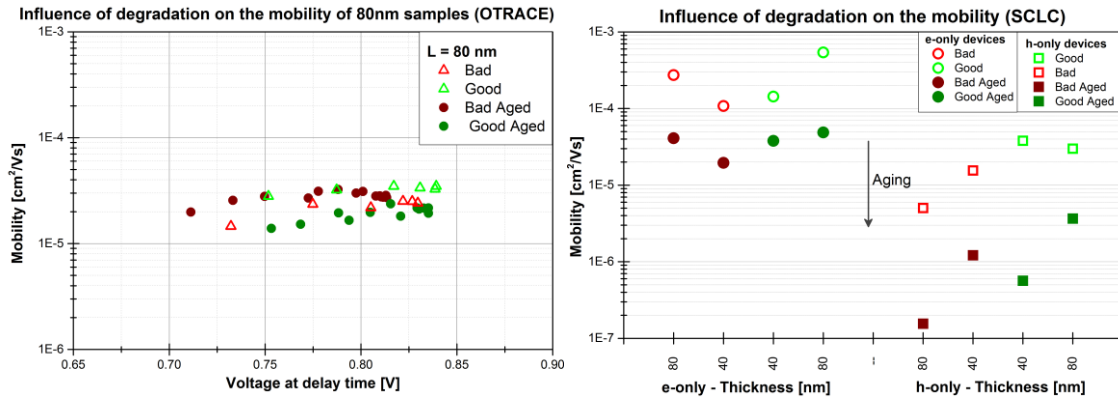 Influence of degradation on the mobility of 80nm samples (OTRACE)
1E-3
1E-4
1E-5
1E-6
Mobility [cm²/Vs]
L = 80 nm
Bad
Good
Bad Aged
Good Aged
0.65
0.70
0.75
0.80
0.85
0.90
Voltage at delay time [V]
Influence of degradation on the mobility (SCLC)
1E-3
1E-4
1E-5
1E-6
1E-7
Mobility [cm²/Vs]
e-only devices
Bad
Good
Bad Aged
Good Aged
h-only devices
Good
Bad
Bad Aged
Good Aged
Aging
80
40
40
80
--
80
40
40
80
e-only - Thickness [nm]
h-only - Thickness [nm]